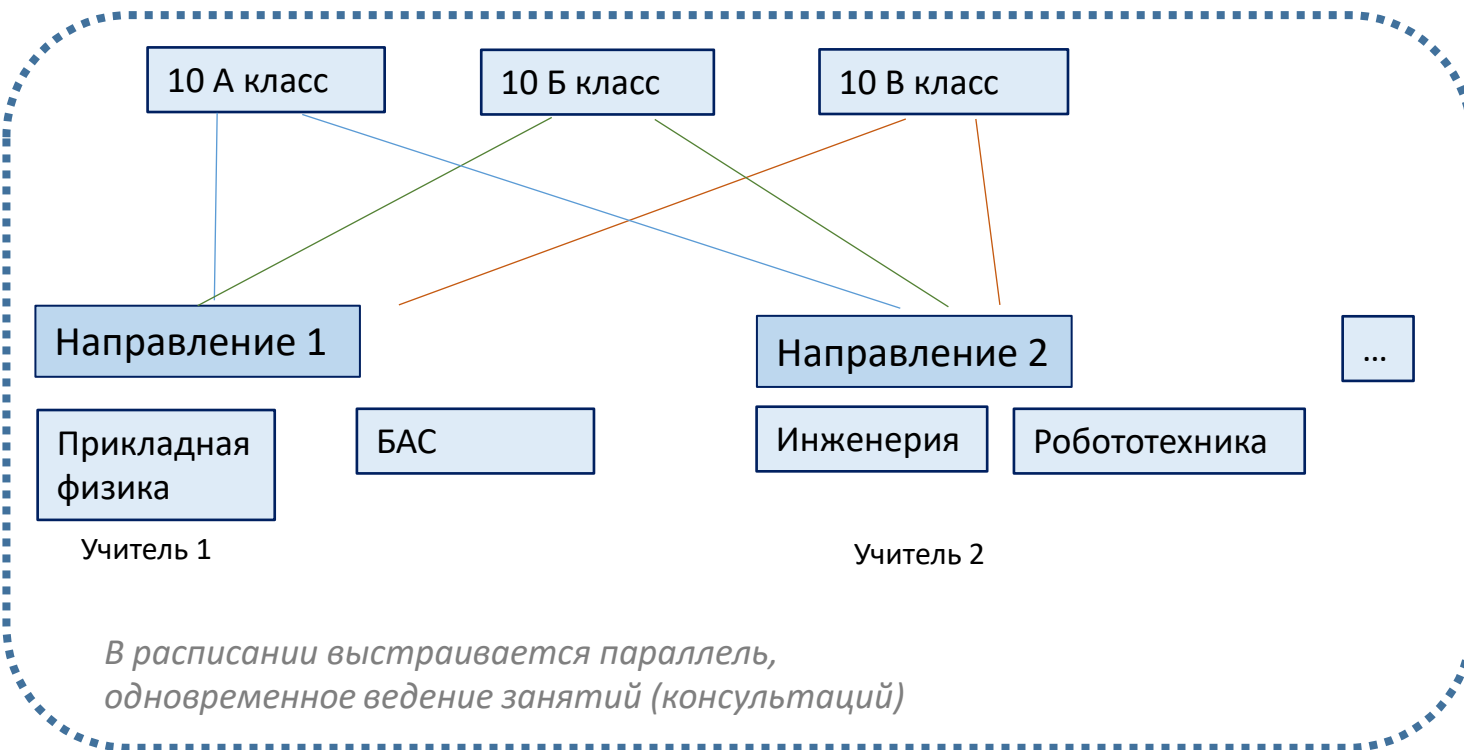 10 А класс
10 Б класс
10 В класс
Направление 1
Направление 2
...
Прикладная
физика
БАС
Инженерия
Робототехника
Учитель 1
Учитель 2
В расписании выстраивается параллель,
одновременное ведение занятий (консультаций)